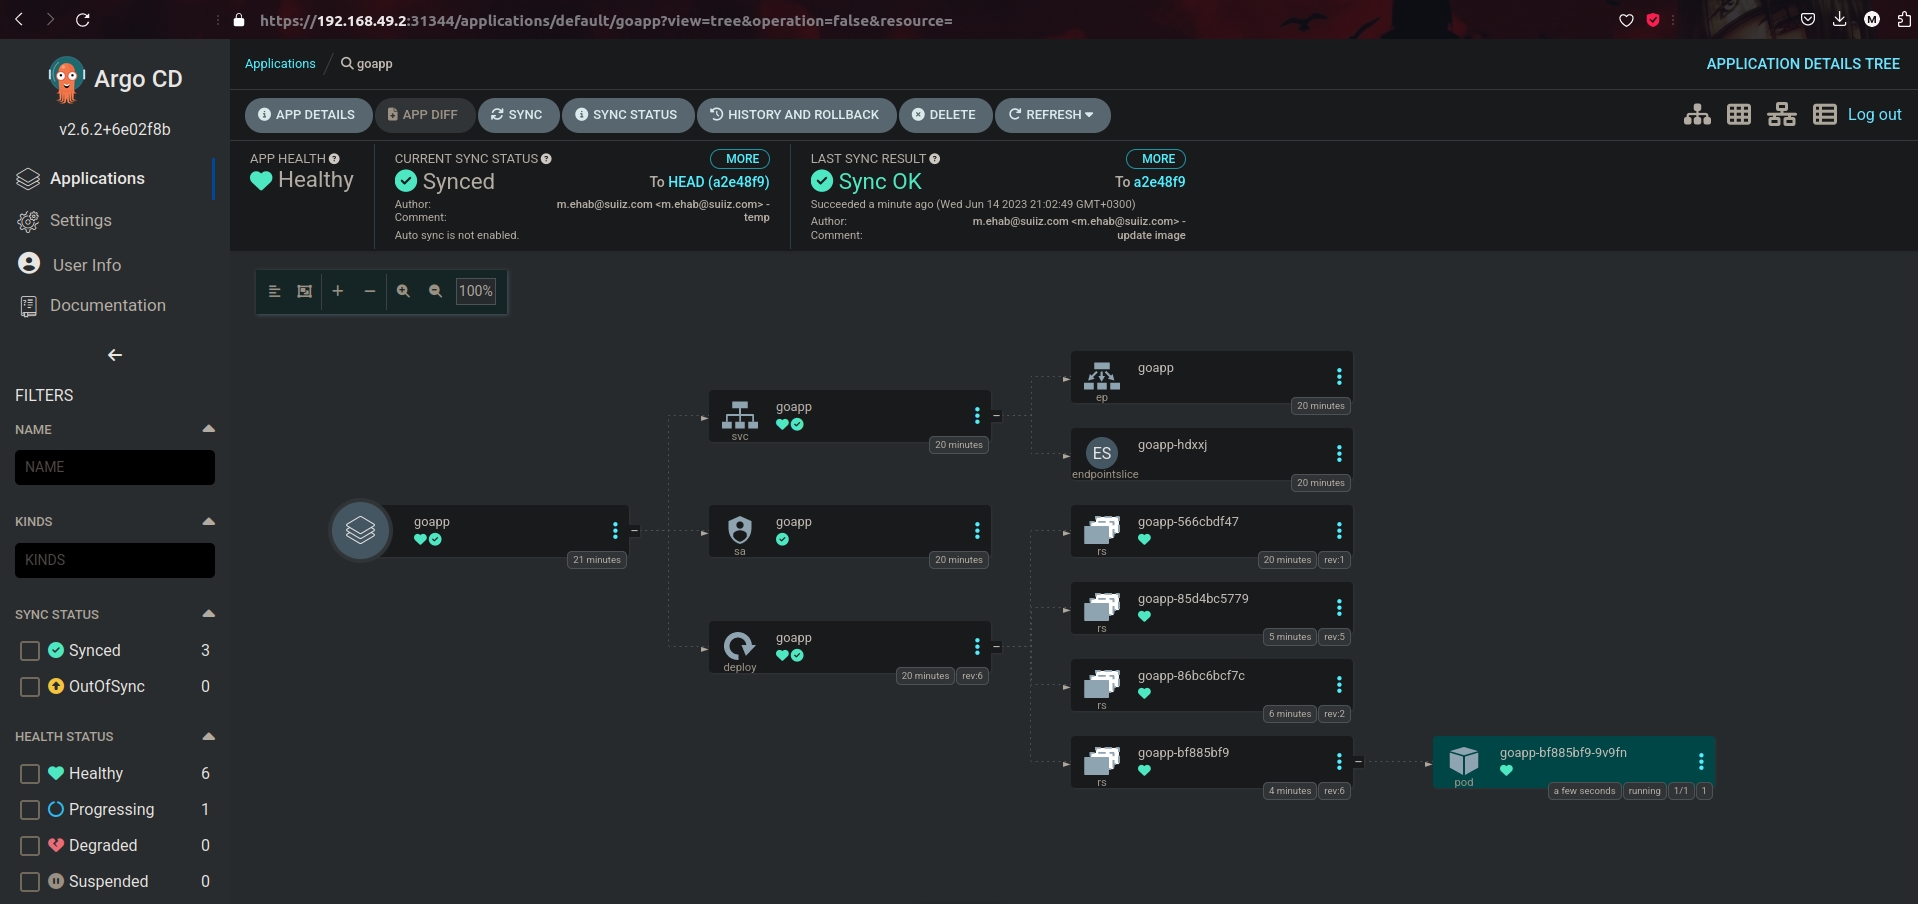 https://192.168.49.2:31344/applications/default/goapp?view=tree&operation=false&resource=
M
Argo CD
v2.6.2+6e02f8b
Applications
Settings
User Info
Documentation
FILTERS
NAME
NAME
KINDS
KINDS
SYNC STATUS
Synced 3
OutOfSync 0
HEALTH STATUS
Healthy 6
Progressing 1
Degraded 0
Suspended 0
Applications / goapp
APPLICATION DETAILS TREE
APP DETAILS APP DIFF SYNC SYNC STATUS HISTORY AND ROLLBACK DELETE REFRESH
Log out
APP HEALTH
Healthy
CURRENT SYNC STATUS MORE
Synced To HEAD (a2e48f9)
Author: m.ehab@suiiz.com <m.ehab@suiiz.com> -
Comment: temp
Auto sync is not enabled.
LAST SYNC RESULT MORE
Sync OK To a2e48f9
Succeeded a minute ago (Wed Jun 14 2023 21:02:49 GMT+0300)
Author: m.ehab@suiiz.com <m.ehab@suiiz.com> -
Comment: update image
100%
goapp
21 minutes
goapp
svc
20 minutes
goapp
sa
20 minutes
goapp
deploy
20 minutes rev:6
goapp
ep
20 minutes
ES goapp-hdxxj
endpointslice
20 minutes
goapp-566cbdf47
rs
20 minutes rev:1
goapp-85d4bc5779
rs
5 minutes rev:5
goapp-86bc6bcf7c
rs
6 minutes rev:2
goapp-bf885bf9
rs
4 minutes rev:6
goapp-bf885bf9-9v9fn
pod
a few seconds running 1/1 1